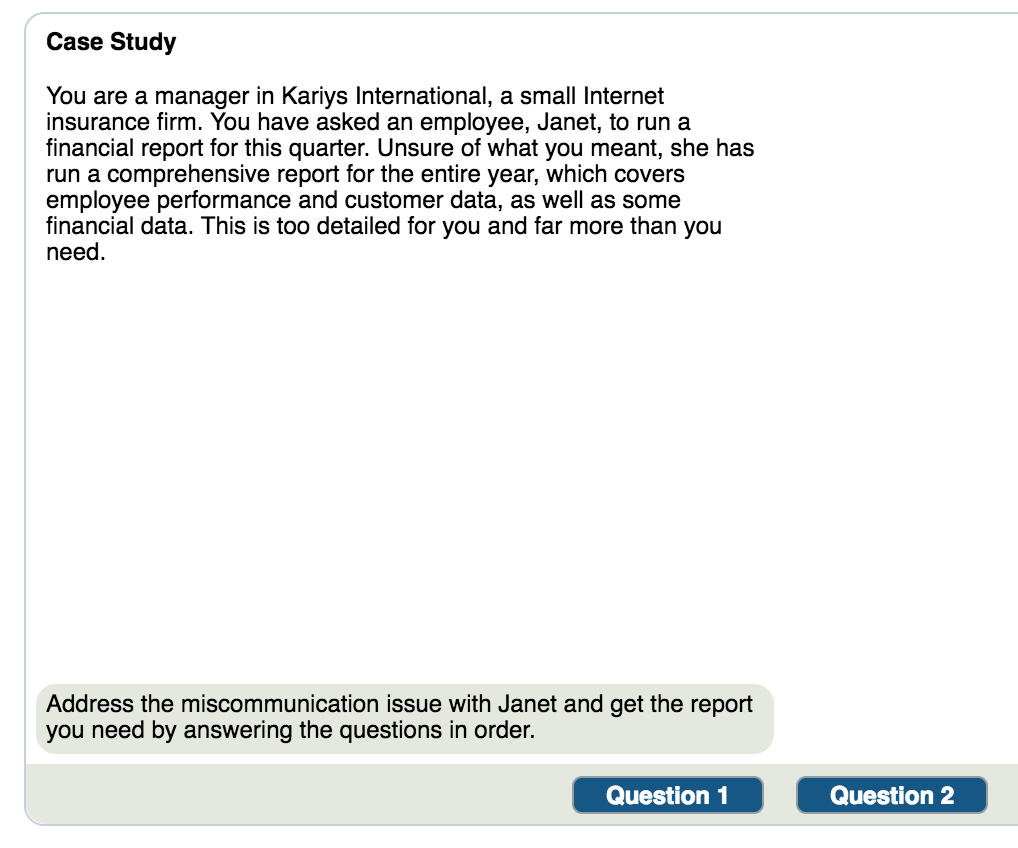 Case Study
You are a manager in Kariys International, a small Internet
insurance firm. You have asked an employee, Janet, to run a
financial report for this quarter. Unsure of what you meant, she has
run a comprehensive report for the entire year, which covers
employee performance and customer data, as well as some
financial data. This is too detailed for you and far more than you
need.
Address the miscommunication issue with Janet and get the report
you need by answering the questions in order.
Question 1
Question 2